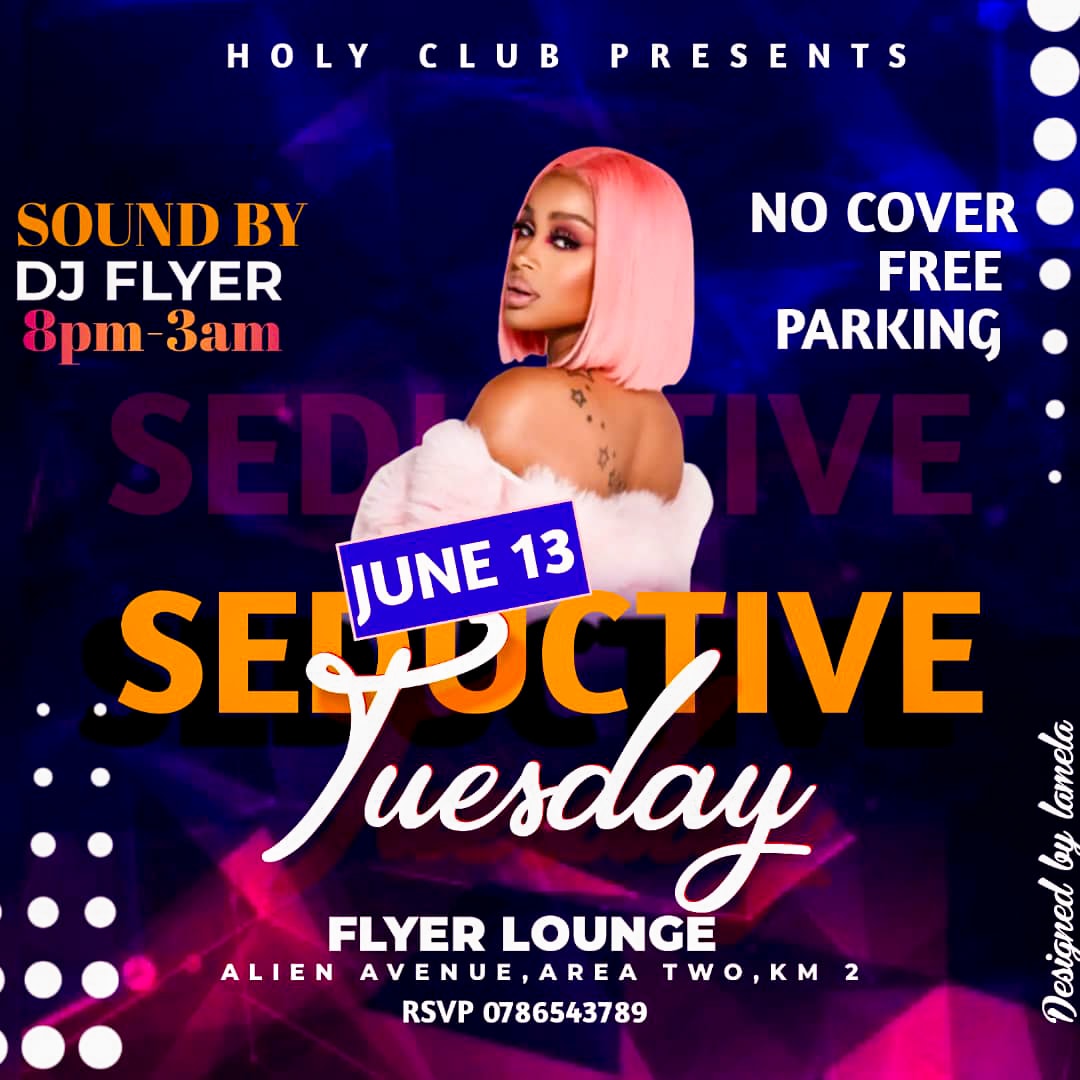 HOLY CLUB PRESENTS
SOUND BY
DJ FLYER
8pm-3am
NO COVER
FREE
PARKING
SEDUCTIVE
JUNE 13
SEDUCTIVE
Tuesday
FLYER LOUNGE
ALIEN AVENUE,AREA TWO,KM 2
RSVP 0786543789
Designed by lamela